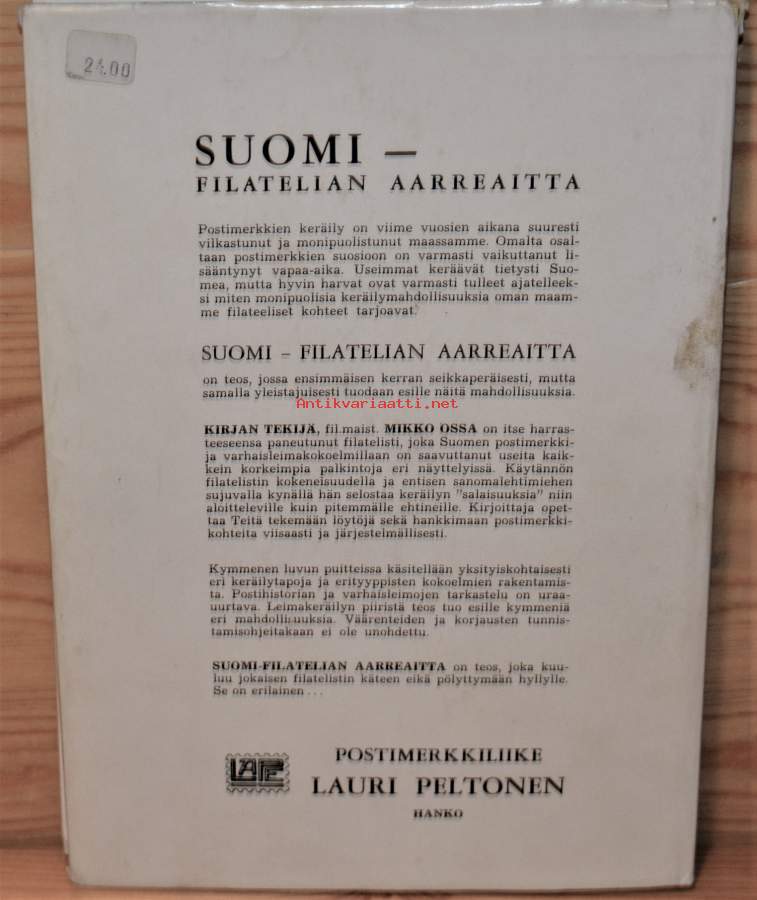 24.00
SUOMI —
FILATELIAN AARREAITTA
Postimerkkien keräily on viime vuosien aikana suuresti
vilkastunut ja monipuolistunut maassamme. Omalta osal-
taan postimerkkien suosioon on varmasti vaikuttanut li-
sääntynyt vapaa-aika. Useimmat keräävät tietysti Suo-
mea, mutta hyvin harvat ovat varmasti tulleet ajatelleek-
si miten monipuolisia keräilymahdollisuuksia oman maam-
me filateeliset kohteet tarjoavat.
SUOMI – FILATELIAN AARREAITTA
on teos, jossa ensimmäisen kerran seikkaperäisesti, mutta
samalla yleistajuisesti tuodaan esille näitä mahdollisuuksia.
Antikvariaatti.net
KIRJAN TEKIJÄ, fil.maist. MIKKO OSSA on itse harras-
teeseensa paneutunut filatelisti, joka Suomen postimerkki-
ja varhaisleimakokoelmillaan on saavuttanut useita kaik-
kein korkeimpia palkintoja eri näyttelyissä. Käytännön
filatelistin kokeneisuudella ja entisen sanomalehtimiehen
sujuvalla kynällä hän selostaa keräilyn "salaisuuksia" niin
aloitteleville kuin pitemmälle ehtineille. Kirjoittaja opet-
taa Teitä tekemään löytöjä sekä hankkimaan postimerkki-
kohteita viisaasti ja järjestelmällisesti.
Kymmenen luvun puitteissa käsitellään yksityiskohtaisesti
eri keräilytapoja ja erityyppisten kokoelmien rakentamis-
ta. Postihistorian ja varhaisleimojen tarkastelu on uraa-
uurtava. Leimakeräilyn piiristä teos tuo esille kymmeniä
eri mahdollisuuksia. Väärenteiden ja korjausten tunnis-
tamisohjeitakaan ei ole unohdettu.
SUOMI-FILATELIAN AARREAITTA on teos, joka kuu-
luu jokaisen filatelistin käteen eikä pölyttymään hyllylle.
Se on erilainen...
LAPE
POSTIMERKKILIIKE
LAURI PELTONEN
HANKO